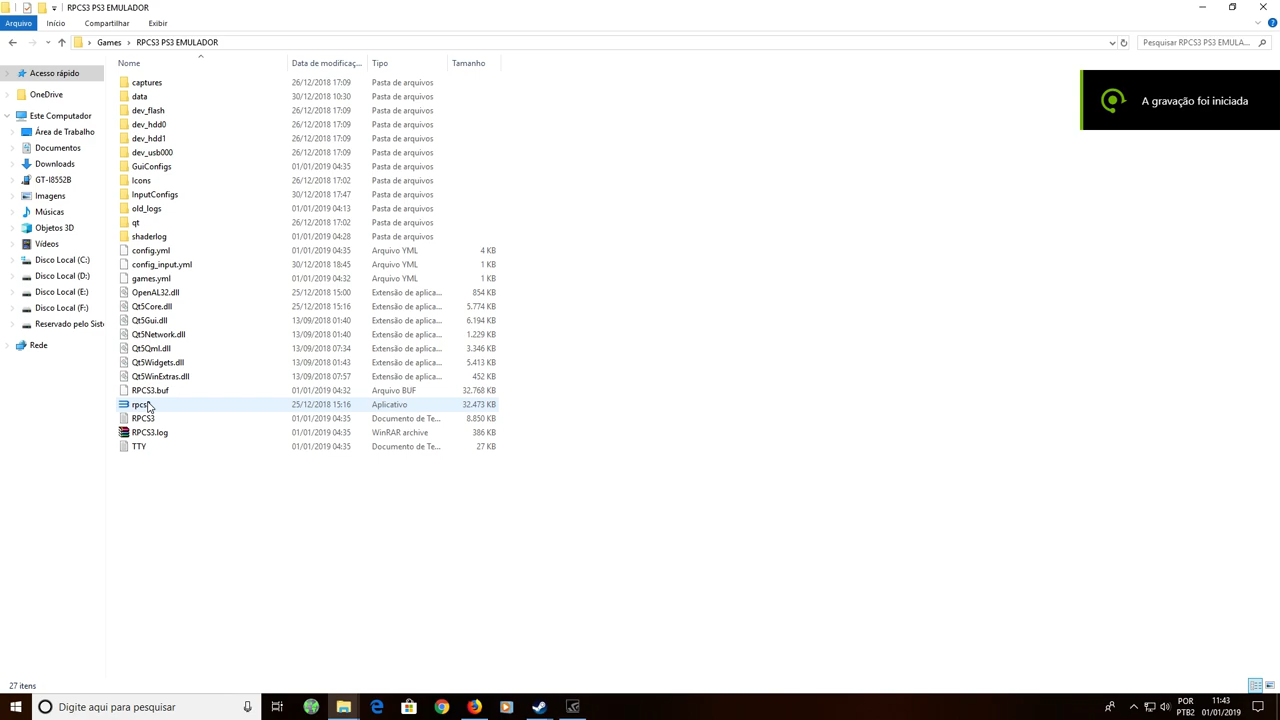 RPCS3 PS3 EMULADOR
Arquivo Início Compartilhar Exibir
Games RPCS3 PS3 EMULADOR Pesquisar RPCS3 PS3 EMULA...
Nome Data de modificaç... Tipo Tamanho
Acesso rápido
OneDrive
Este Computador
Área de Trabalho
Documentos
Downloads
GT-I8552B
Imagens
Músicas
Objetos 3D
Vídeos
Disco Local (C:)
Disco Local (D:)
Disco Local (E:)
Disco Local (F:)
Reservado pelo Siste
Rede
captures 26/12/2018 17:09 Pasta de arquivos
data 30/12/2018 10:30 Pasta de arquivos
dev_flash 26/12/2018 17:09 Pasta de arquivos
dev_hdd0 26/12/2018 17:09 Pasta de arquivos
dev_hdd1 26/12/2018 17:09 Pasta de arquivos
dev_usb000 26/12/2018 17:09 Pasta de arquivos
GuiConfigs 01/01/2019 04:35 Pasta de arquivos
Icons 26/12/2018 17:02 Pasta de arquivos
InputConfigs 30/12/2018 17:47 Pasta de arquivos
old_logs 01/01/2019 04:13 Pasta de arquivos
qt 26/12/2018 17:02 Pasta de arquivos
shaderlog 01/01/2019 04:28 Pasta de arquivos
config.yml 01/01/2019 04:35 Arquivo YML 4 KB
config_input.yml 30/12/2018 18:45 Arquivo YML 1 KB
games.yml 01/01/2019 04:32 Arquivo YML 1 KB
OpenAL32.dll 25/12/2018 15:00 Extensão de aplica... 854 KB
Qt5Core.dll 25/12/2018 15:16 Extensão de aplica... 5.774 KB
Qt5Gui.dll 13/09/2018 01:40 Extensão de aplica... 6.194 KB
Qt5Network.dll 13/09/2018 01:40 Extensão de aplica... 1.229 KB
Qt5Qml.dll 13/09/2018 07:34 Extensão de aplica... 3.346 KB
Qt5Widgets.dll 13/09/2018 01:43 Extensão de aplica... 5.413 KB
Qt5WinExtras.dll 13/09/2018 07:57 Extensão de aplica... 452 KB
RPCS3.buf 01/01/2019 04:32 Arquivo BUF 32.768 KB
rpcs3 25/12/2018 15:16 Aplicativo 32.473 KB
RPCS3 01/01/2019 04:35 Documento de Te... 8.850 KB
RPCS3.log 01/01/2019 04:35 WinRAR archive 386 KB
TTY 01/01/2019 04:35 Documento de Te... 27 KB
A gravação foi iniciada
27 itens
Digite aqui para pesquisar
POR 11:43
PTB2 01/01/2019